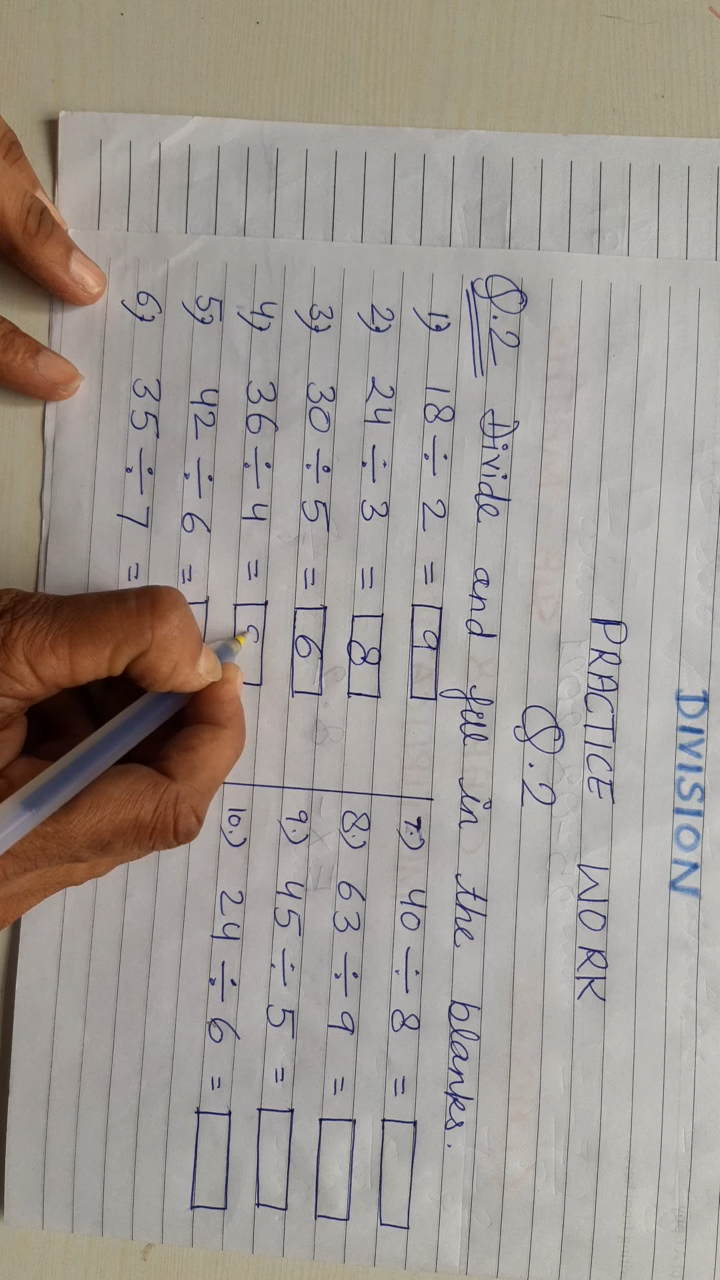 DIVISION
PRACTICE WORK
Q.2
Q.2 Divide and fill in the blanks.
1) 18 ÷ 2 = 9
2) 24 ÷ 3 = 8
3) 30 ÷ 5 = 6
4) 36 ÷ 4 =
5) 42 ÷ 6 =
6) 35 ÷ 7 =
7.) 40 ÷ 8 =
8.) 63 ÷ 9 =
9.) 45 ÷ 5 =
10.) 24 ÷ 6 =